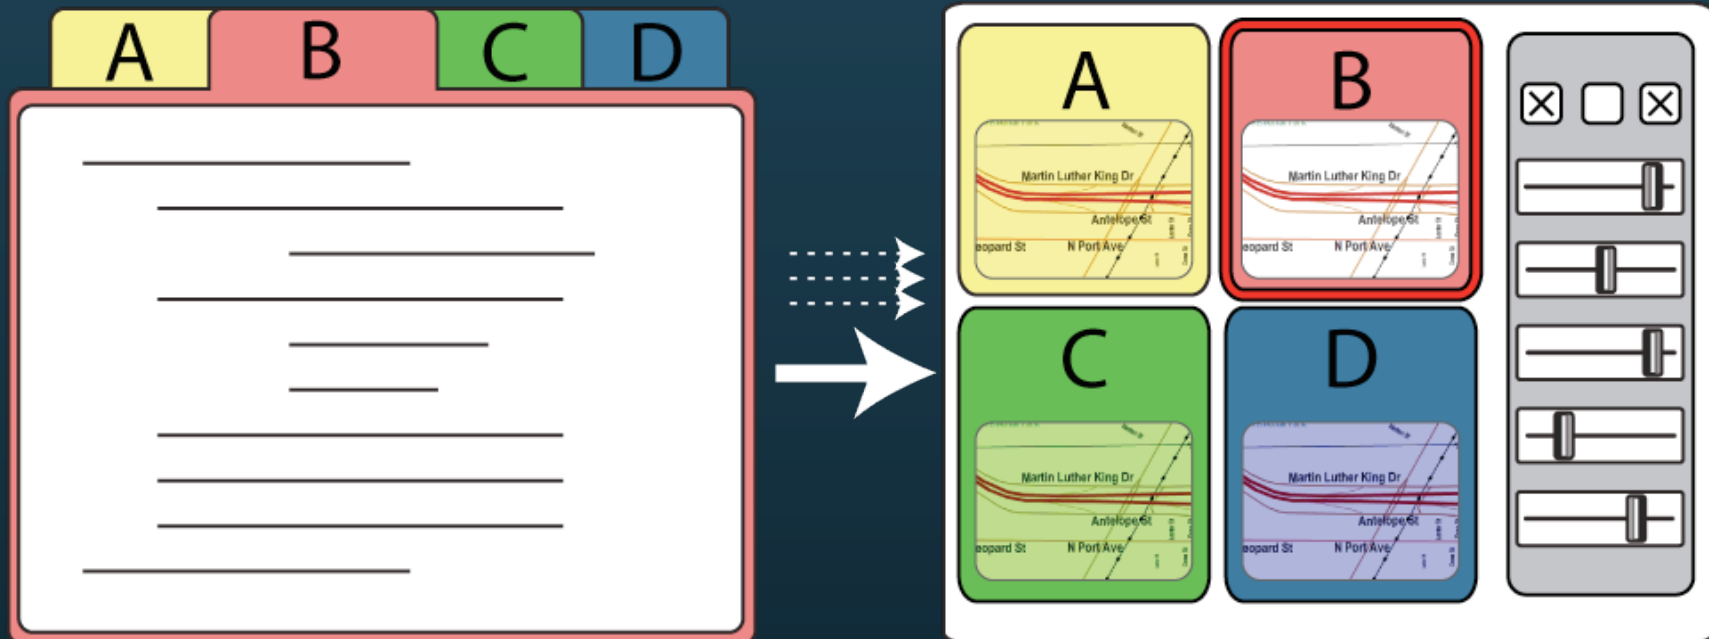 A B C D
A
Martin Luther King Dr
Antelope St
eopard St N Port Ave
B
Martin Luther King Dr
Antelope St
eopard St N Port Ave
C
Martin Luther King Dr
Antelope St
eopard St N Port Ave
D
Martin Luther King Dr
Antelope St
eopard St N Port Ave